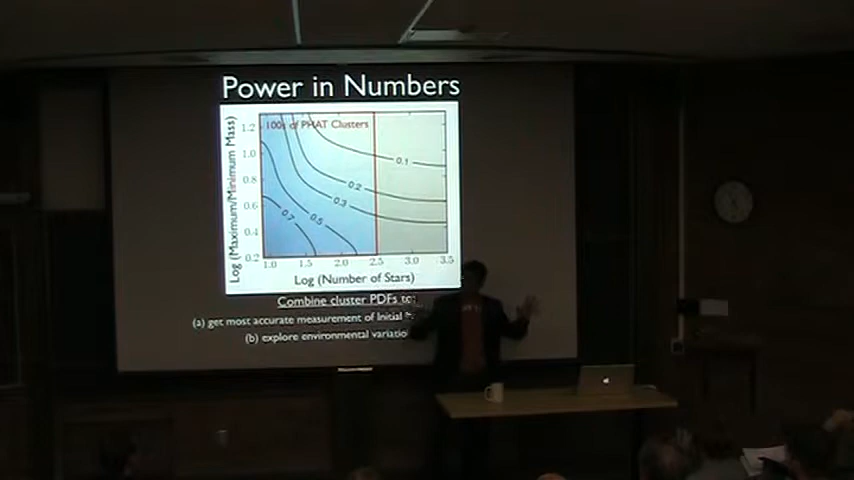 Power in Numbers
100s of PHAT Clusters
Log (Maximum/Minimum Mass)
1.2
1.0
0.8
0.6
0.4
0.2
0.1
0.2
0.3
0.5
0.7
1.0 1.5 2.0 2.5 3.0 3.5
Log (Number of Stars)
Combine cluster PDFs to:
(a) get most accurate measurement of Initial
(b) explore environmental